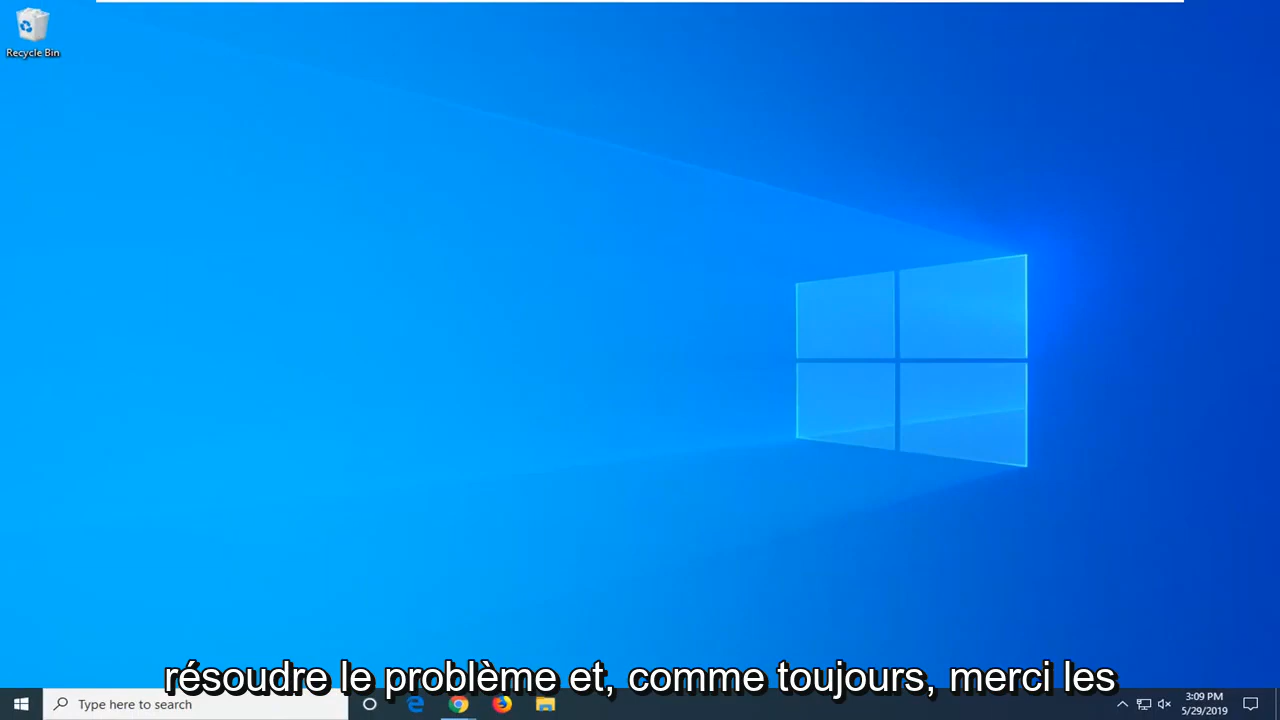 Recycle Bin
résoudre le problème et, comme toujours, merci les
Type here to search
3:09 PM
5/29/2019